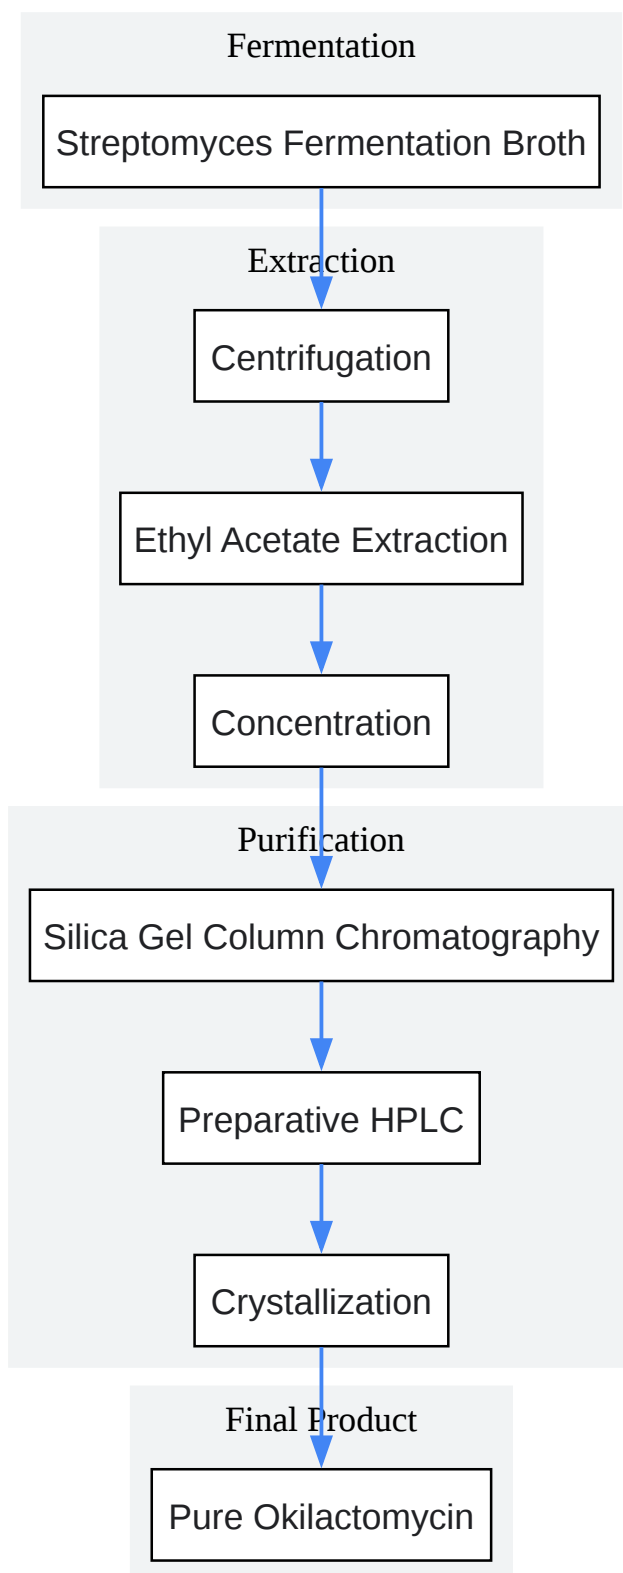 Fermentation
Streptomyces Fermentation Broth
Extraction
Centrifugation
Ethyl Acetate Extraction
Concentration
Purification
Silica Gel Column Chromatography
Preparative HPLC
Crystallization
Final Product
Pure Okilactomycin